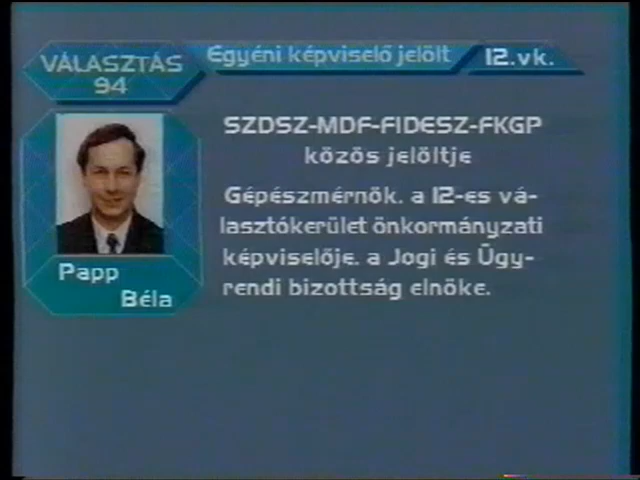 VÁLASZTÁS
94
Egyéni képviselő jelölt
12.vk.
SZDSZ-MDF-FIDESZ-FKGP
közös jelöltje
Gépészmérnök, a 12-es vá-
lasztókerület önkormányzati
képviselője, a Jogi és Ügy-
rendi bizottság elnöke.
Papp
Béla